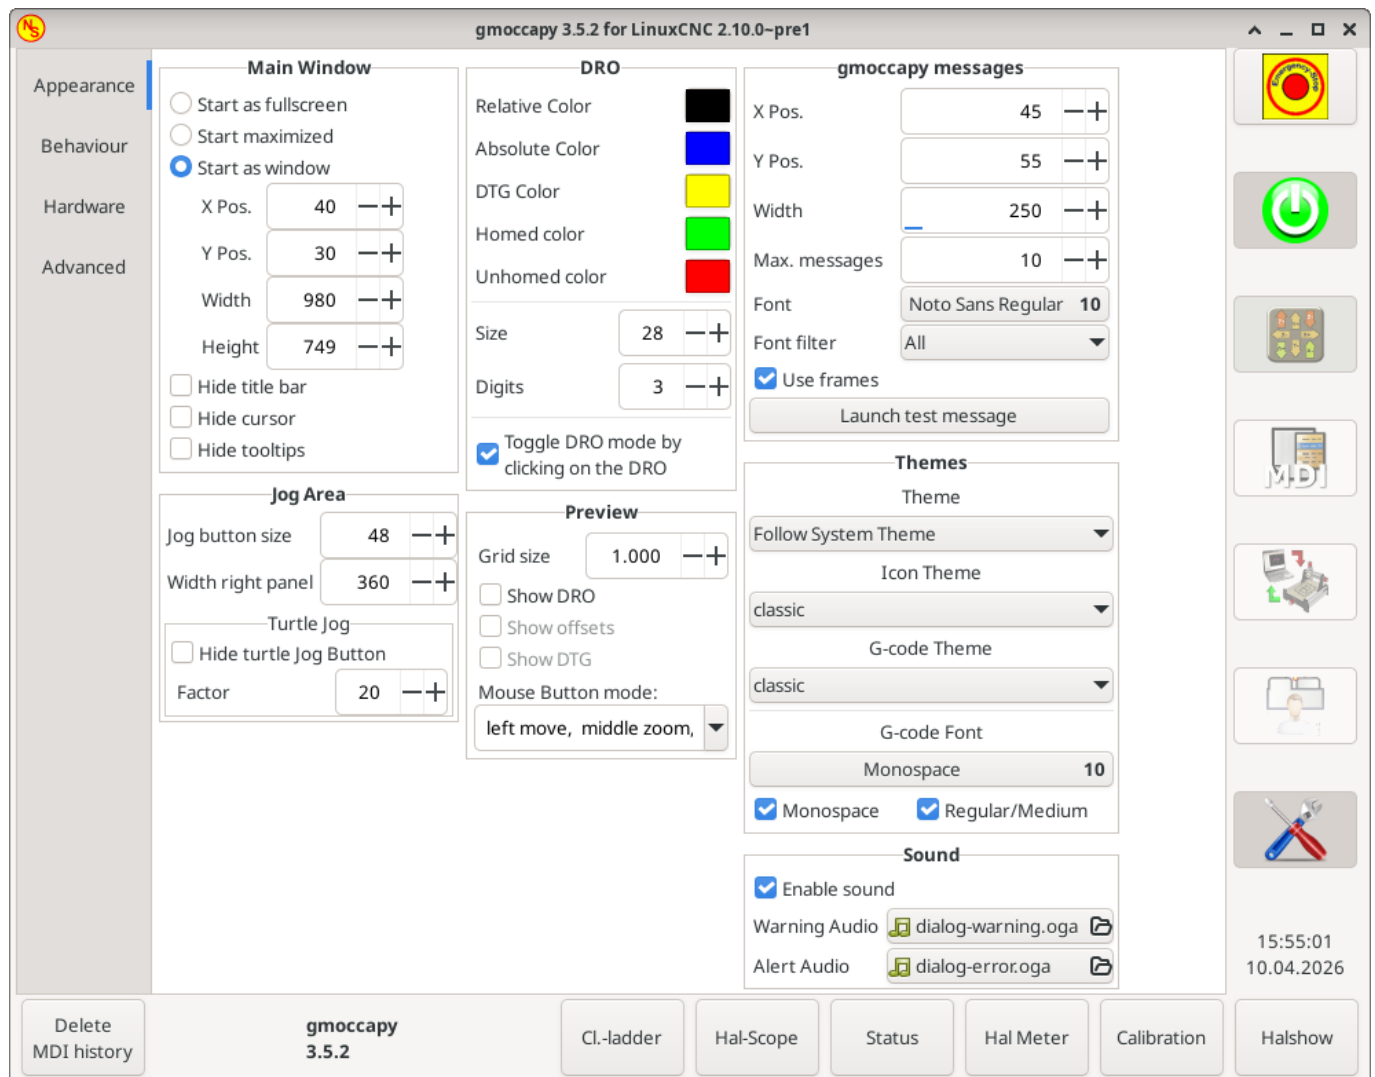 gmoccapy 3.5.2 for LinuxCNC 2.10.0~pre1
Appearance
Behaviour
Hardware
Advanced
Main Window
Start as fullscreen
Start maximized
Start as window
X Pos. 40
Y Pos. 30
Width 980
Height 749
Hide title bar
Hide cursor
Hide tooltips
Jog Area
Jog button size 48
Width right panel 360
Turtle Jog
Hide turtle Jog Button
Factor 20
DRO
Relative Color
Absolute Color
DTG Color
Homed color
Unhomed color
Size 28
Digits 3
Toggle DRO mode by
clicking on the DRO
Preview
Grid size 1.000
Show DRO
Show offsets
Show DTG
Mouse Button mode:
left move, middle zoom,
gmoccapy messages
X Pos. 45
Y Pos. 55
Width 250
Max. messages 10
Font Noto Sans Regular 10
Font filter All
Use frames
Launch test message
Themes
Theme
Follow System Theme
Icon Theme
classic
G-code Theme
classic
G-code Font
Monospace 10
Monospace Regular/Medium
Sound
Enable sound
Warning Audio dialog-warning.oga
Alert Audio dialog-error.oga
Emergency-Stop
MDI
15:55:01
10.04.2026
Delete
MDI history
gmoccapy
3.5.2
Cl.-ladder
Hal-Scope
Status
Hal Meter
Calibration
Halshow
NS